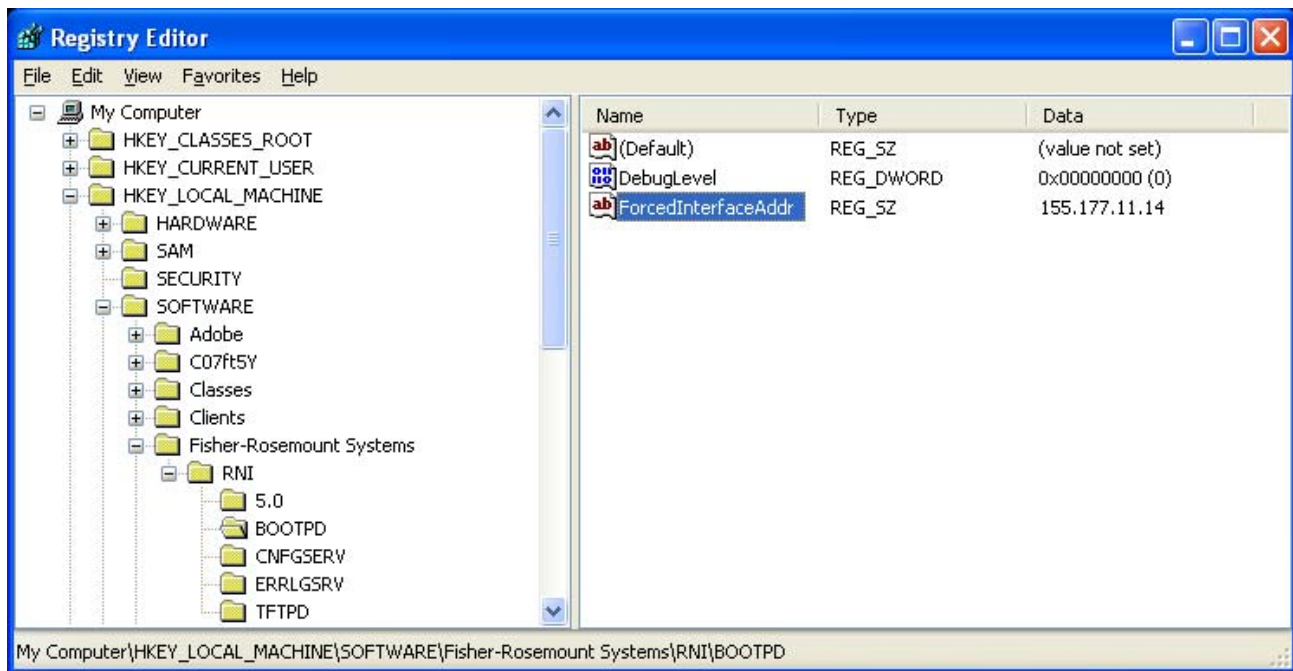 Registry Editor
File Edit View Favorites Help
My Computer
HKEY_CLASSES_ROOT
HKEY_CURRENT_USER
HKEY_LOCAL_MACHINE
HARDWARE
SAM
SECURITY
SOFTWARE
Adobe
C07ft5Y
Classes
Clients
Fisher-Rosemount Systems
RNI
5.0
BOOTPD
CNFGSERV
ERRLGSRV
TFTPD
Name Type Data
(Default) REG_SZ (value not set)
DebugLevel REG_DWORD 0x00000000 (0)
ForcedInterfaceAddr REG_SZ 155.177.11.14
My Computer\HKEY_LOCAL_MACHINE\SOFTWARE\Fisher-Rosemount Systems\RNI\BOOTPD